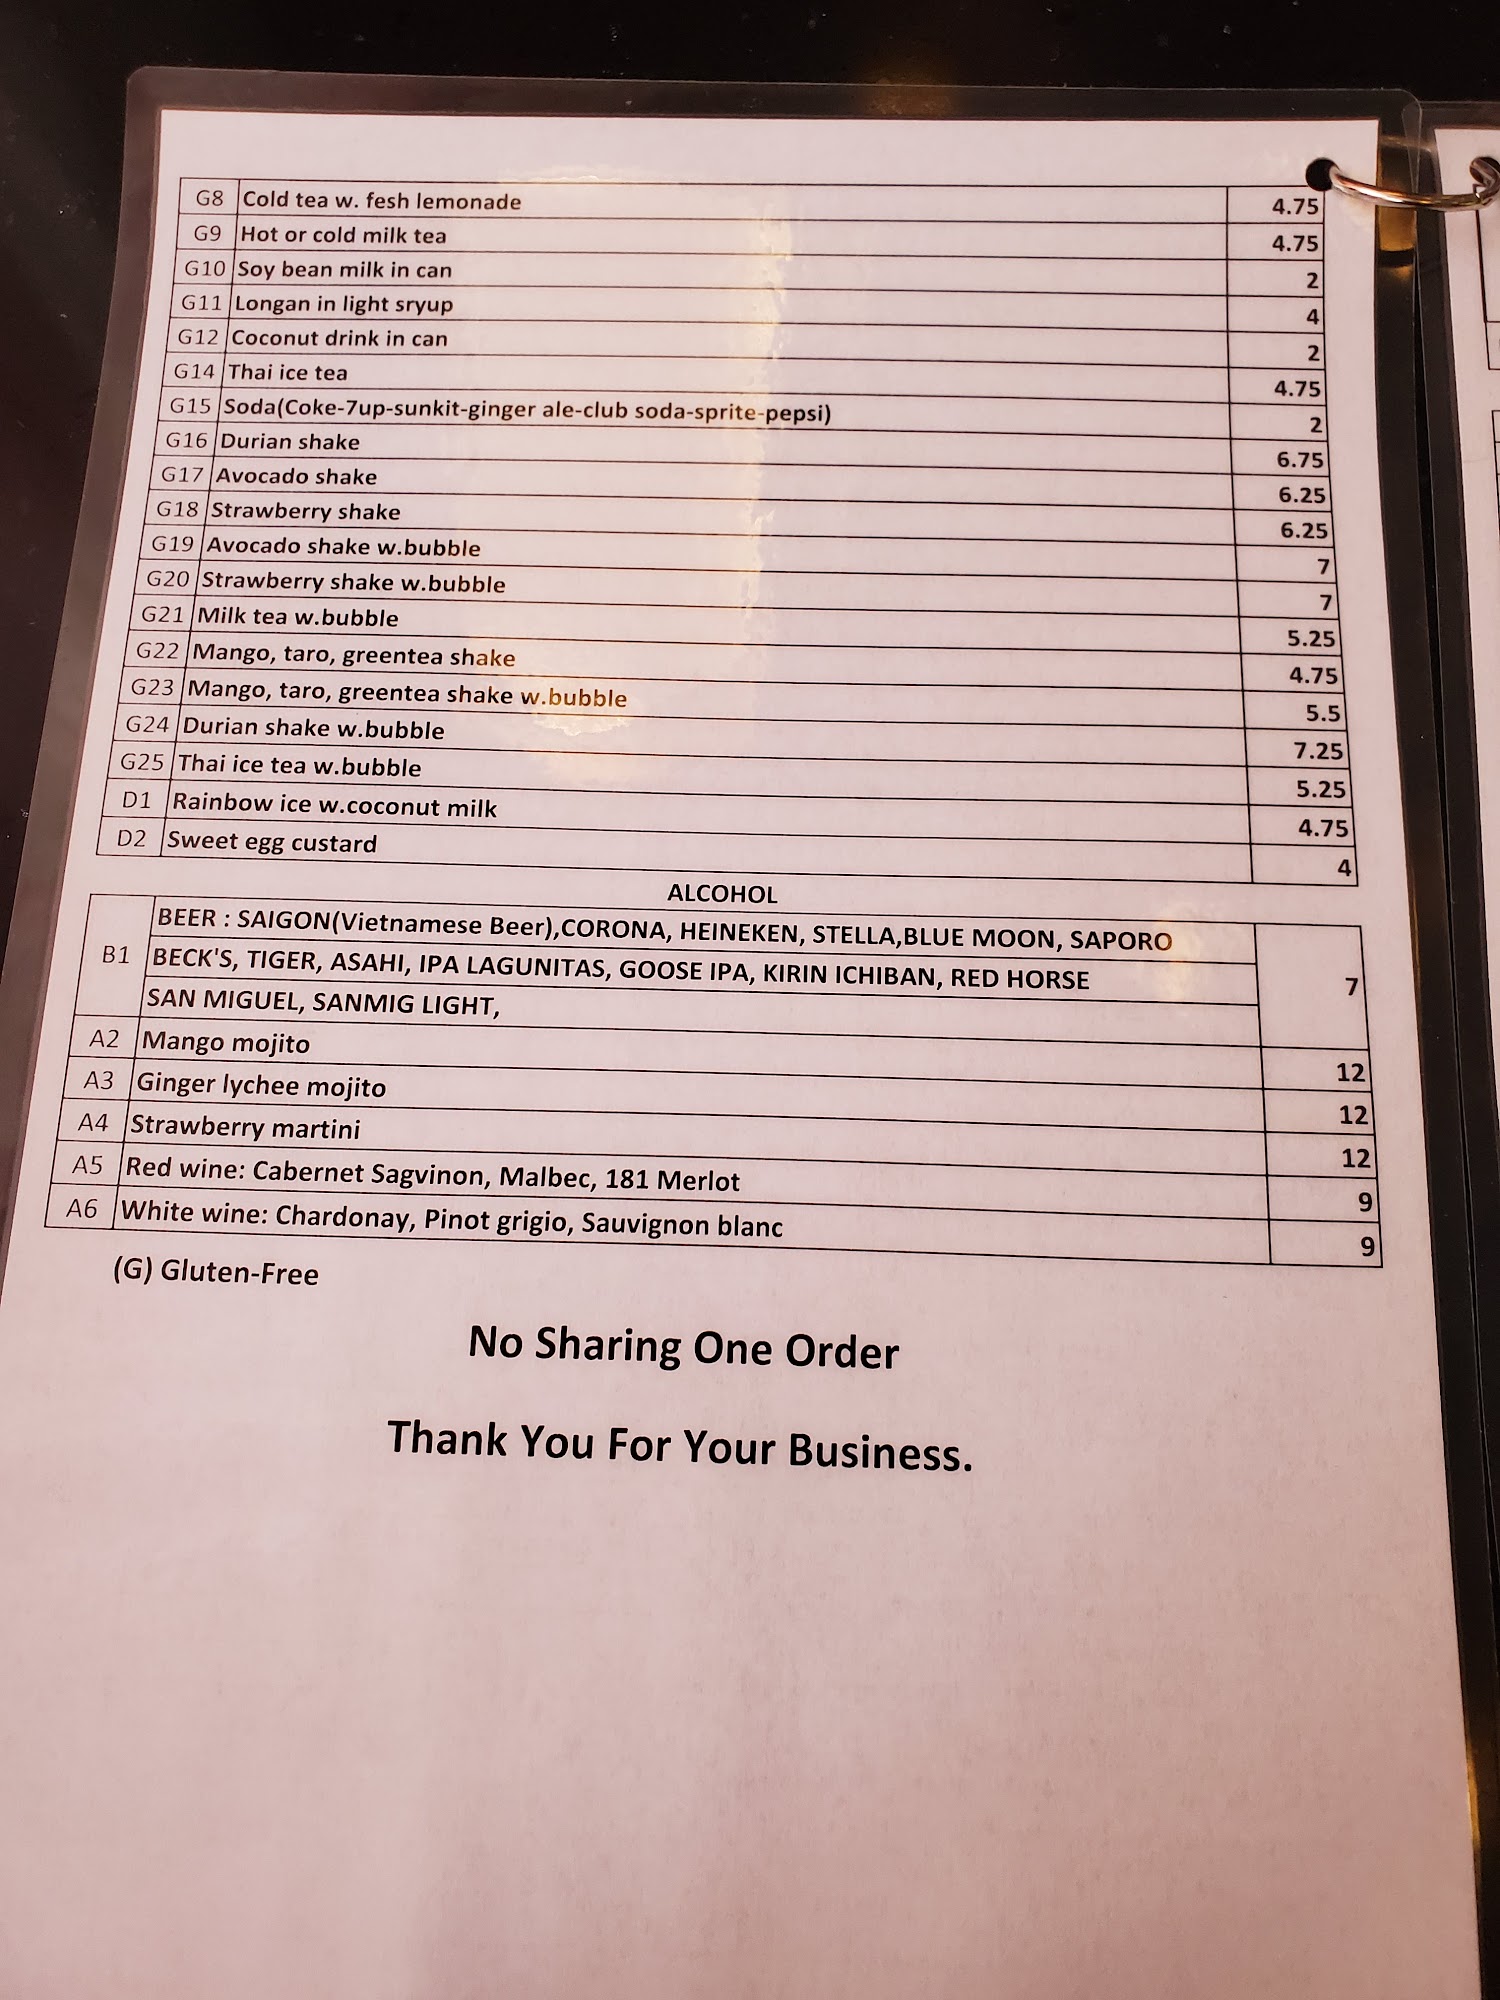 G8 Cold tea w. fesh lemonade 4.75
G9 Hot or cold milk tea 4.75
G10 Soy bean milk in can 2
G11 Longan in light sryup 4
G12 Coconut drink in can 2
G14 Thai ice tea 4.75
G15 Soda(Coke-7up-sunkit-ginger ale-club soda-sprite-pepsi) 2
G16 Durian shake 6.75
G17 Avocado shake 6.25
G18 Strawberry shake 6.25
G19 Avocado shake w.bubble 7
G20 Strawberry shake w.bubble 7
G21 Milk tea w.bubble 5.25
G22 Mango, taro, greentea shake 4.75
G23 Mango, taro, greentea shake w.bubble 5.5
G24 Durian shake w.bubble 7.25
G25 Thai ice tea w.bubble 5.25
D1 Rainbow ice w.coconut milk 4.75
D2 Sweet egg custard 4
ALCOHOL
BEER : SAIGON(Vietnamese Beer),CORONA, HEINEKEN, STELLA,BLUE MOON, SAPORO
B1 BECK'S, TIGER, ASAHI, IPA LAGUNITAS, GOOSE IPA, KIRIN ICHIBAN, RED HORSE 7
SAN MIGUEL, SANMIG LIGHT,
A2 Mango mojito 12
A3 Ginger lychee mojito 12
A4 Strawberry martini 12
A5 Red wine: Cabernet Sagvinon, Malbec, 181 Merlot 9
A6 White wine: Chardonay, Pinot grigio, Sauvignon blanc 9
(G) Gluten-Free
No Sharing One Order
Thank You For Your Business.